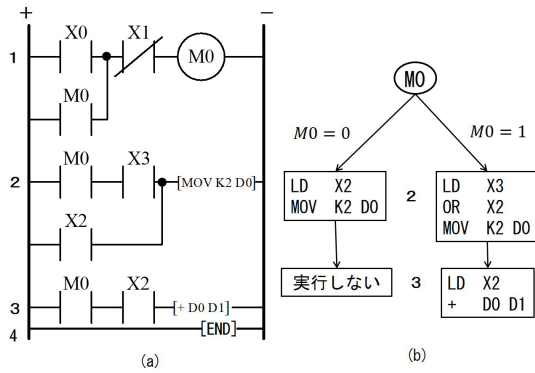 + −
X0 X1
1 M0
M0
M0 X3
2 [MOV K2 D0]
X2
M0 X2
3 [+ D0 D1]
4 [END]
(a)
M0
M0 = 0 M0 = 1
LD X2
MOV K2 D0
2
LD X3
OR X2
MOV K2 D0
実行しない
3
LD X2
+ D0 D1
(b)